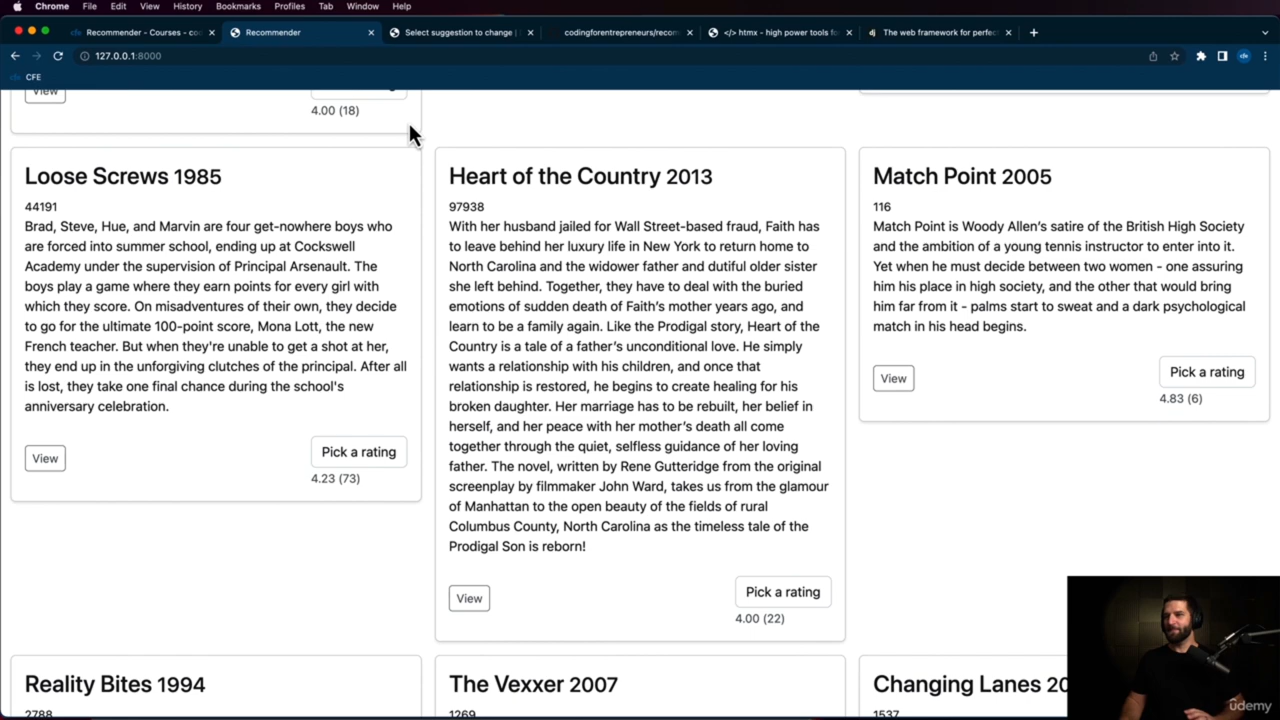 Chrome File Edit View History Bookmarks Profiles Tab Window Help
Recommender - Courses - co
Recommender
Select suggestion to change |
codingforentrepreneurs/recom
</> htmx - high power tools fo
dj The web framework for perfec
127.0.0.1:8000
CFE
View
4.00 (18)
Loose Screws 1985
44191
Brad, Steve, Hue, and Marvin are four get-nowhere boys who
are forced into summer school, ending up at Cockswell
Academy under the supervision of Principal Arsenault. The
boys play a game where they earn points for every girl with
which they score. On misadventures of their own, they decide
to go for the ultimate 100-point score, Mona Lott, the new
French teacher. But when they're unable to get a shot at her,
they end up in the unforgiving clutches of the principal. After all
is lost, they take one final chance during the school's
anniversary celebration.
View
Pick a rating
4.23 (73)
Heart of the Country 2013
97938
With her husband jailed for Wall Street-based fraud, Faith has
to leave behind her luxury life in New York to return home to
North Carolina and the widower father and dutiful older sister
she left behind. Together, they have to deal with the buried
emotions of sudden death of Faith's mother years ago, and
learn to be a family again. Like the Prodigal story, Heart of the
Country is a tale of a father's unconditional love. He simply
wants a relationship with his children, and once that
relationship is restored, he begins to create healing for his
broken daughter. Her marriage has to be rebuilt, her belief in
herself, and her peace with her mother's death all come
together through the quiet, selfless guidance of her loving
father. The novel, written by Rene Gutteridge from the original
screenplay by filmmaker John Ward, takes us from the glamour
of Manhattan to the open beauty of the fields of rural
Columbus County, North Carolina as the timeless tale of the
Prodigal Son is reborn!
View
Pick a rating
4.00 (22)
Match Point 2005
116
Match Point is Woody Allen's satire of the British High Society
and the ambition of a young tennis instructor to enter into it.
Yet when he must decide between two women - one assuring
him his place in high society, and the other that would bring
him far from it - palms start to sweat and a dark psychological
match in his head begins.
View
Pick a rating
4.83 (6)
Reality Bites 1994
2788
The Vexxer 2007
1269
Changing Lanes 20
1537
ûdemy